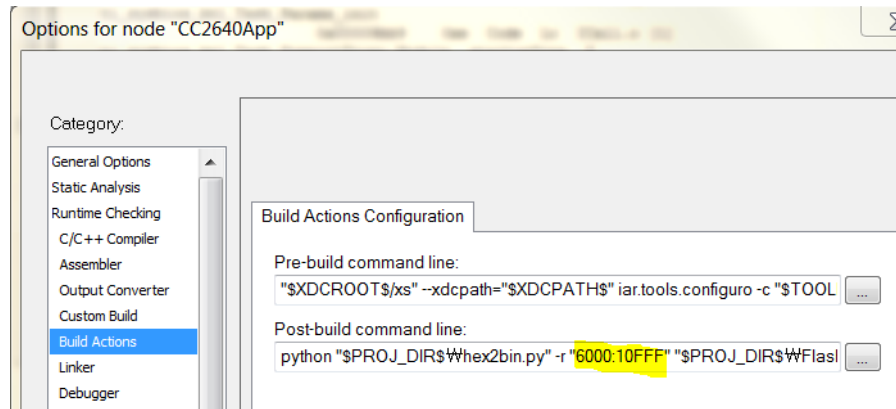 Options for node "CC2640App"
Category:
General Options
Static Analysis
Runtime Checking
C/C++ Compiler
Assembler
Output Converter
Custom Build
Build Actions
Linker
Debugger
Build Actions Configuration
Pre-build command line:
"$XDCROOT$/xs" --xdcpath="$XDCPATH$" iar.tools.configuro -c "$TOOL
...
Post-build command line:
python "$PROJ_DIR$₩hex2bin.py" -r "6000:10FFF" "$PROJ_DIR$₩Flasl
...